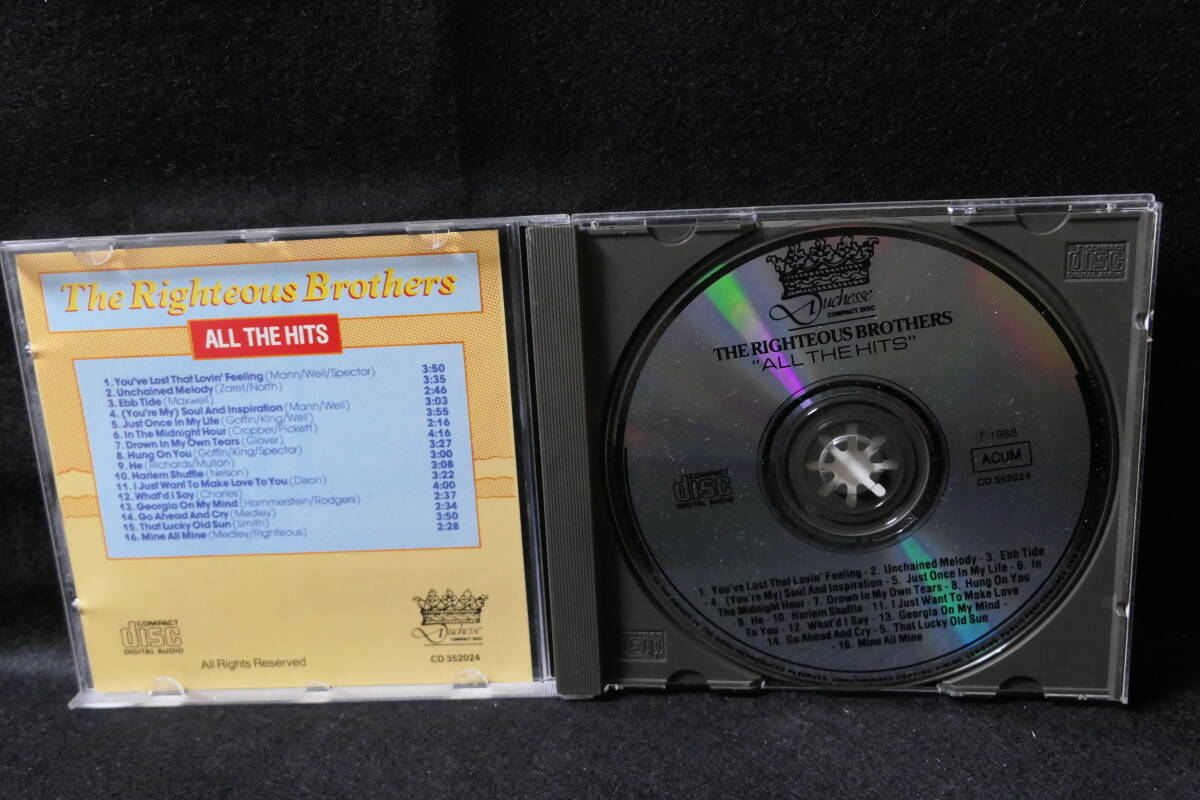 The Righteous Brothers
ALL THE HITS
1. You've Lost That Lovin' Feeling (Mann/Weil/Spector) 3:50
2. Unchained Melody (Zaret/North) 3:35
3. Ebb Tide (Maxwell) 2:46
4. (You're My) Soul And Inspiration (Mann/Weil) 3:03
5. Just Once In My Life (Goffin/King/Weil) 3:55
6. In The Midnight Hour (Cropper/Pickett) 2:16
7. Drown In My Own Tears (Glover) 4:16
8. Hung On You (Goffin/King/Spector) 3:27
9. He (Richards/Mullan) 3:00
10. Harlem Shuffle (Nelson) 3:08
11. I Just Want To Make Love To You (Dixon) 3:22
12. What'd I Say (Charles) 4:00
13. Georgia On My Mind (Hammerstein/Rodgers) 2:37
14. Go Ahead And Cry (Medley) 2:34
15. That Lucky Old Sun (Smith) 3:50
16. Mine All Mine (Medley/Righteous) 2:28
COMPACT
disc
DIGITAL AUDIO
All Rights Reserved
Duchesse
COMPACT DISC
CD 352024
Duchesse
COMPACT DISC
THE RIGHTEOUS BROTHERS
"ALL THE HITS"
COMPACT
disc
DIGITAL AUDIO
℗ 1988
ACUM
CD 352024
1. You've Lost That Lovin' Feeling - 2. Unchained Melody - 3. Ebb Tide
- 4. (You're My) Soul And Inspiration - 5. Just Once In My Life - 6. In
The Midnight Hour - 7. Drown In My Own Tears - 8. Hung On You
- 9. He - 10. Harlem Shuffle - 11. I Just Want To Make Love
To You - 12. What'd I Say - 13. Georgia On My Mind -
14. Go Ahead And Cry - 5. That Lucky Old Sun
- 16. Mine All Mine
COMPACT
disc
DIGITAL AUDIO
disc